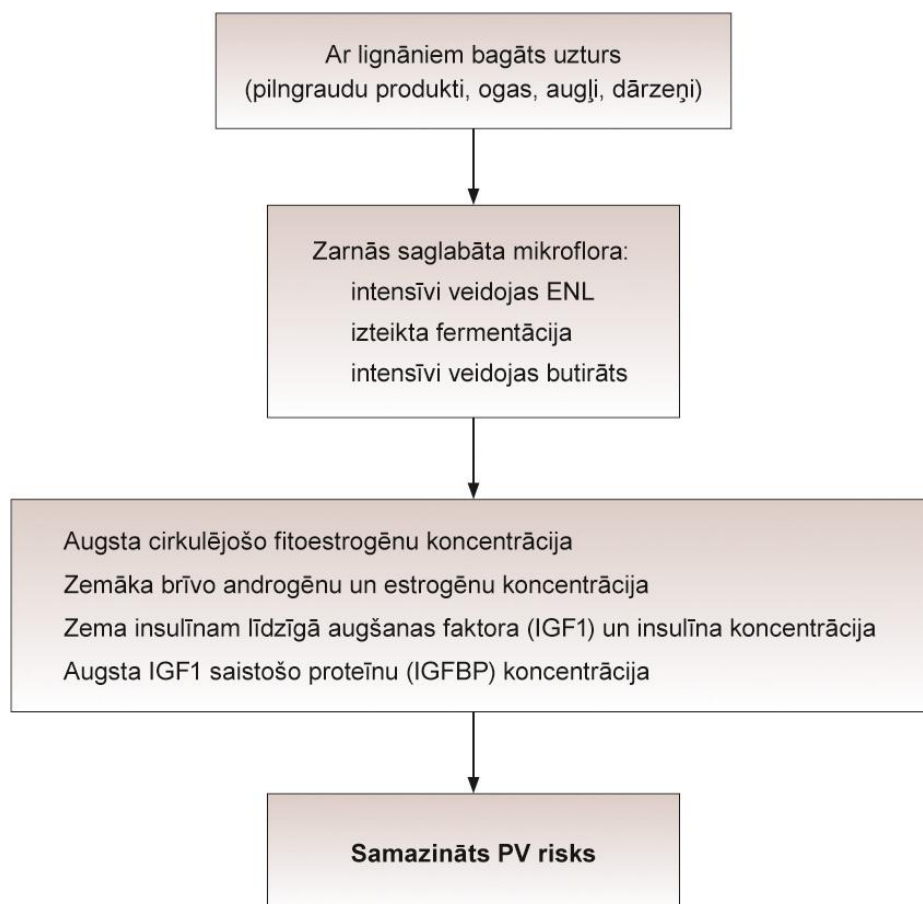 Ar lignāniem bagāts uzturs
(pilngraudu produkti, ogas, augļi, dārzeņi)
Zarnās saglabāta mikroflora:
intensīvi veidojas ENL
izteikta fermentācija
intensīvi veidojas butirāts
Augsta cirkulējošo fitoestrogēnu koncentrācija
Zemāka brīvo androgēnu un estrogēnu koncentrācija
Zema insulīnam līdzīgā augšanas faktora (IGF1) un insulīna koncentrācija
Augsta IGF1 saistošo proteīnu (IGFBP) koncentrācija
Samazināts PV risks